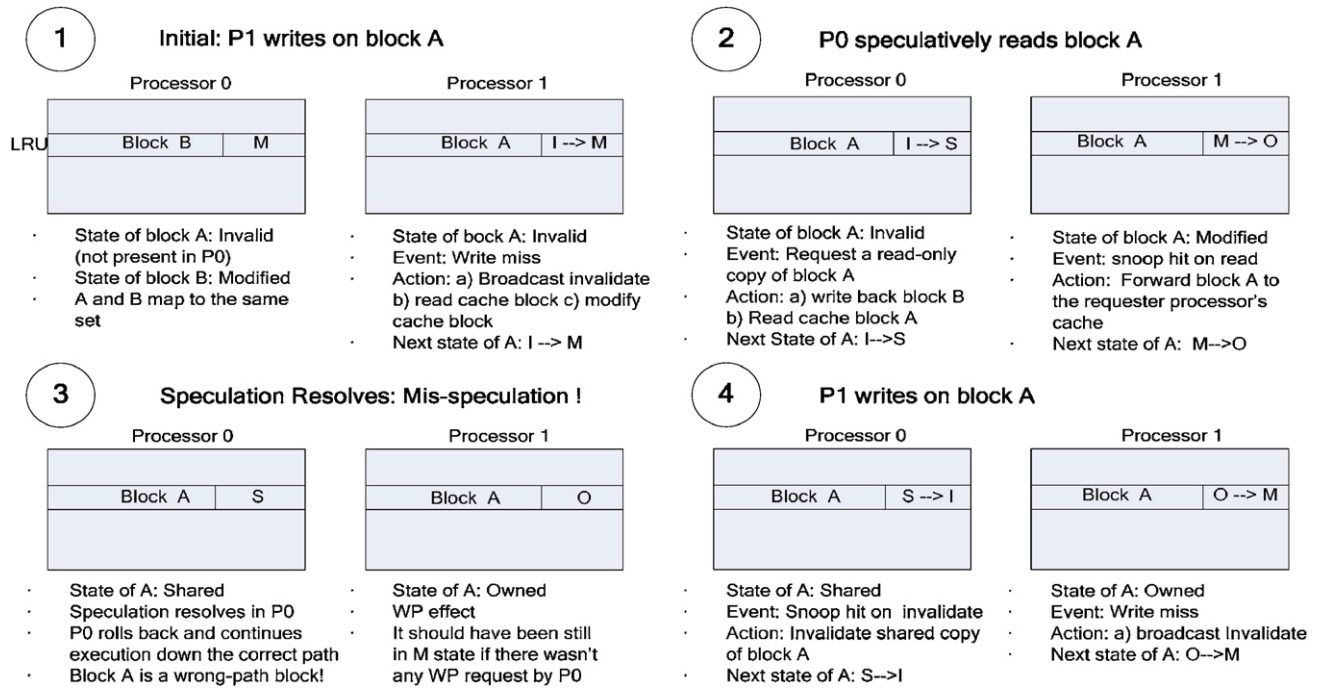 1
Initial: P1 writes on block A
Processor 0
LRU
Block B
M
· State of block A: Invalid
(not present in P0)
· State of block B: Modified
· A and B map to the same
set
Processor 1
Block A
I --> M
· State of bock A: Invalid
· Event: Write miss
· Action: a) Broadcast invalidate
b) read cache block c) modify
cache block
· Next state of A: I --> M
2
P0 speculatively reads block A
Processor 0
Block A
I --> S
· State of block A: Invalid
· Event: Request a read-only
copy of block A
· Action: a) write back block B
b) Read cache block A
· Next State of A: I-->S
Processor 1
Block A
M --> O
· State of block A: Modified
· Event: snoop hit on read
· Action: Forward block A to
the requester processor's
cache
· Next state of A: M-->O
3
Speculation Resolves: Mis-speculation !
Processor 0
Block A
S
· State of A: Shared
· Speculation resolves in P0
· P0 rolls back and continues
execution down the correct path
· Block A is a wrong-path block!
Processor 1
Block A
O
· State of A: Owned
· WP effect
· It should have been still
in M state if there wasn't
any WP request by P0
4
P1 writes on block A
Processor 0
Block A
S --> I
· State of A: Shared
· Event: Snoop hit on invalidate
· Action: Invalidate shared copy
of block A
· Next state of A: S-->I
Processor 1
Block A
O --> M
· State of A: Owned
· Event: Write miss
· Action: a) broadcast Invalidate
· Next state of A: O-->M